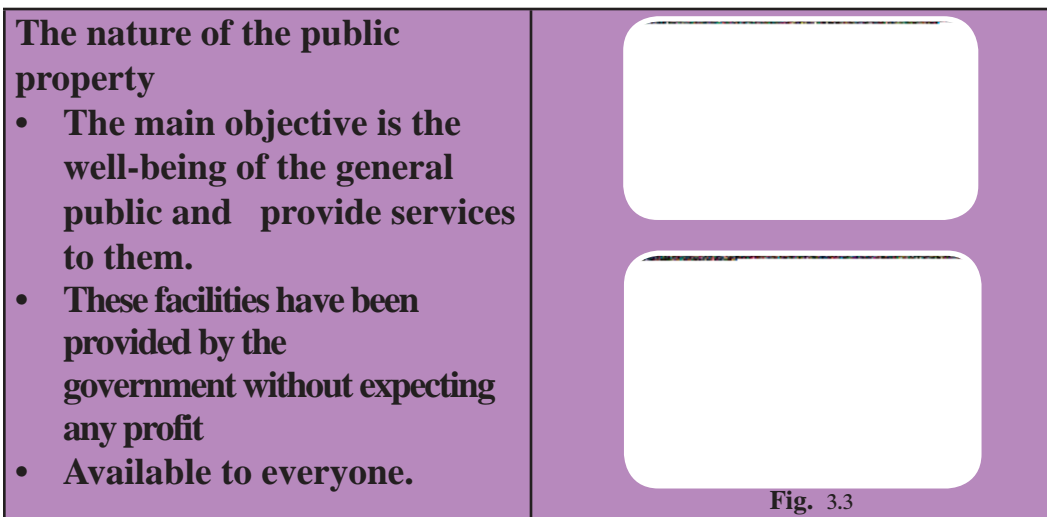 The nature of the public
property
• The main objective is the
well-being of the general
public and provide services
to them.
• These facilities have been
provided by the
government without expecting
any profit
• Available to everyone.
Fig. 3.3